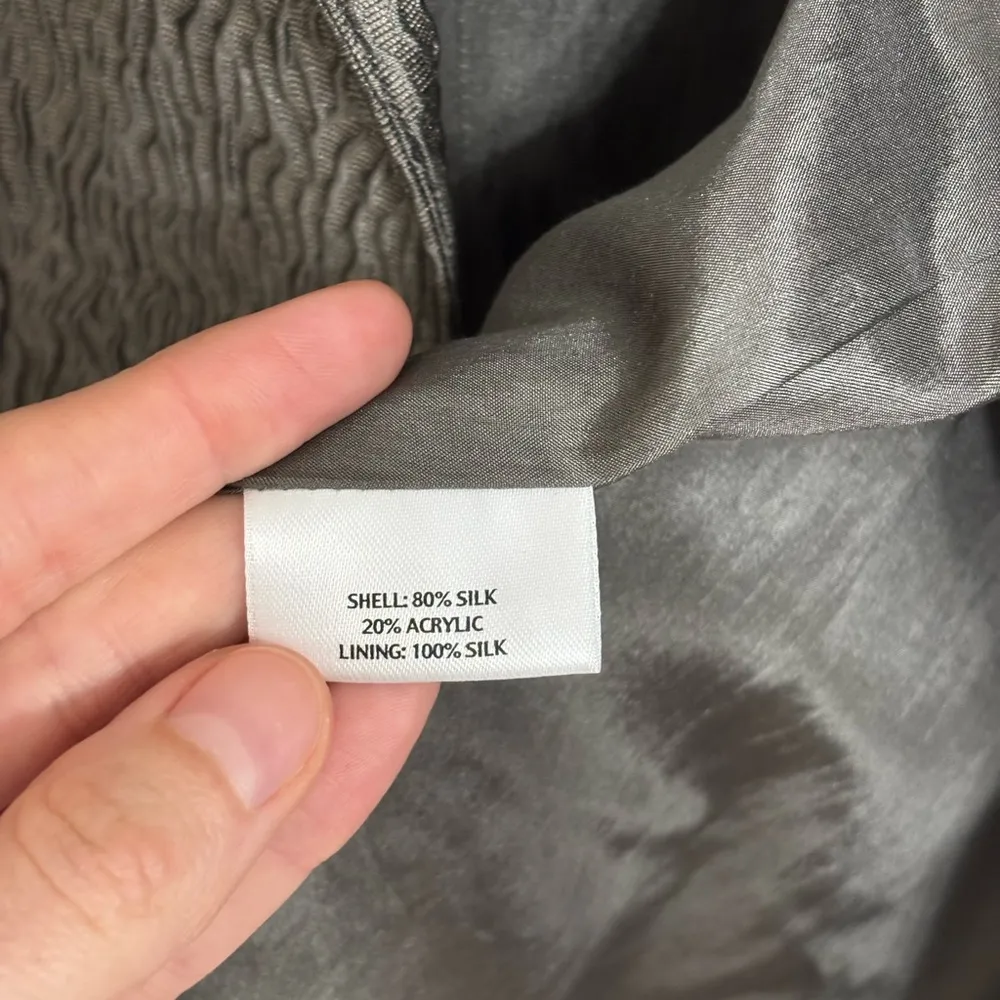 SHELL: 80% SILK
20% ACRYLIC
LINING: 100% SILK